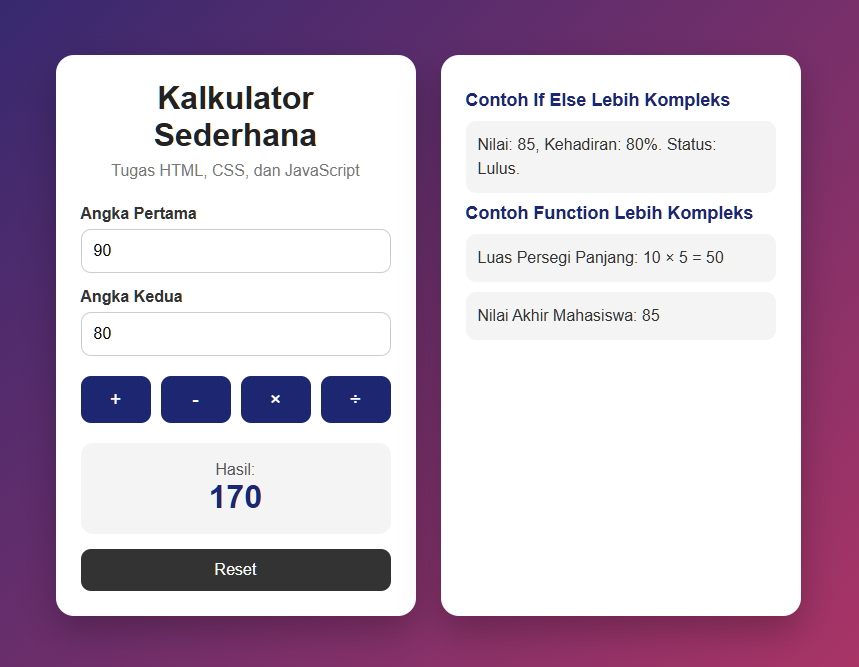 Kalkulator
Sederhana
Tugas HTML, CSS, dan JavaScript
Angka Pertama
90
Angka Kedua
80
+ - × ÷
Hasil:
170
Reset
Contoh If Else Lebih Kompleks
Nilai: 85, Kehadiran: 80%. Status:
Lulus.
Contoh Function Lebih Kompleks
Luas Persegi Panjang: 10 × 5 = 50
Nilai Akhir Mahasiswa: 85